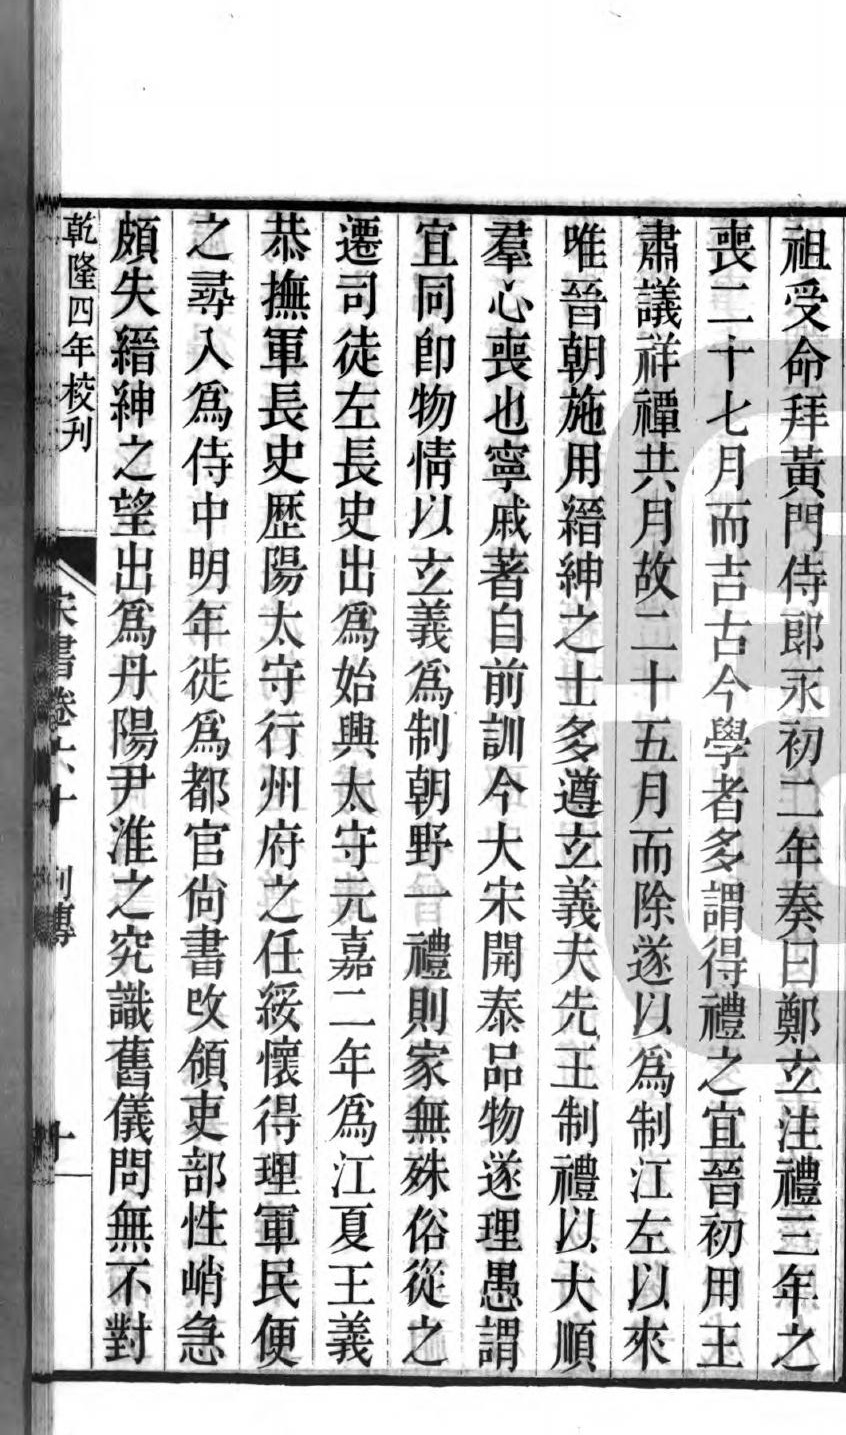 祖受命拜黃門侍郎永初二年奏曰鄭玄注禮三年之
喪二十七月而吉古今學者多謂得禮之宜晉初用王
肅議祥禫共月故二十五月而除遂以為制江左以來
唯晉朝施用縉紳之士多遵玄義夫先王制禮以大順
羣心喪也寧戚著自前訓今大宋開泰品物遂理愚謂
宜同卽物情以玄義為制朝野一禮則家無殊俗從之
遷司徒左長史出為始興太守元嘉二年為江夏王義
恭撫軍長史歷陽太守行州府之任綏懷得理軍民便
之尋入為侍中明年徙為都官尚書改領吏部性峭急
頗失縉紳之望出為丹陽尹淮之究識舊儀問無不對
乾隆四年校刊
宋書卷六十 列傳 十